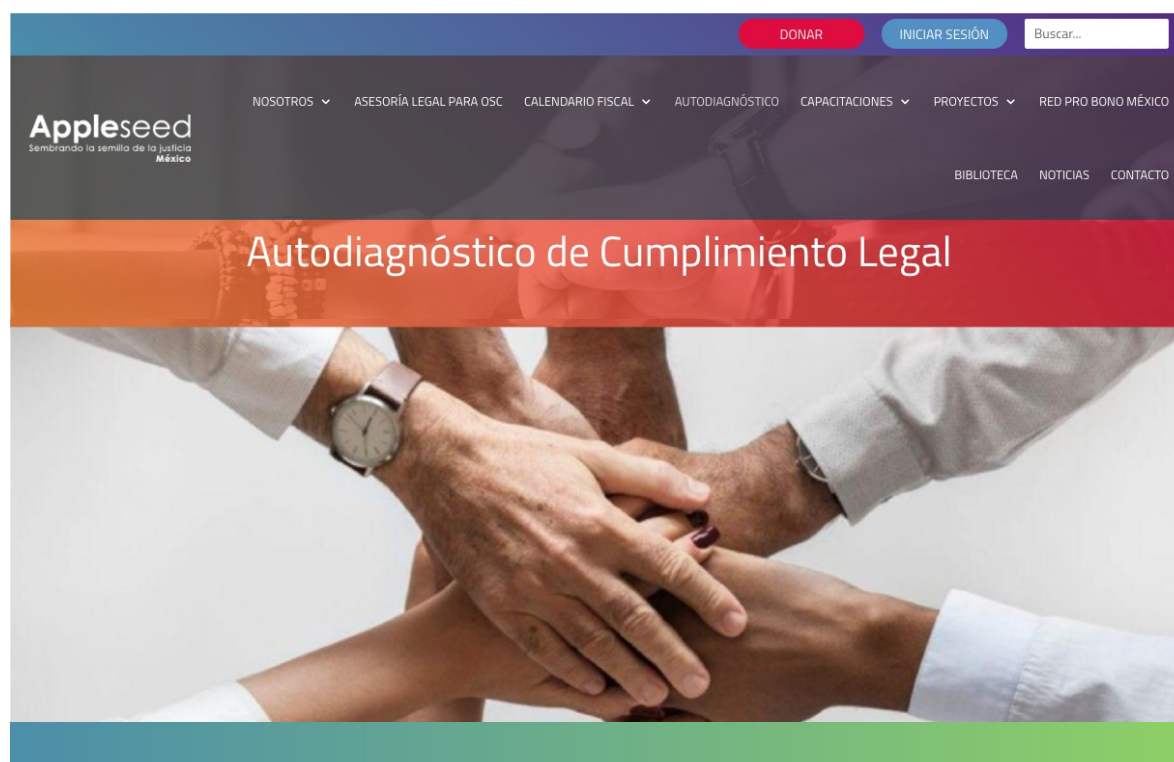 DONAR
INICIAR SESIÓN
Buscar...
NOSOTROS
ASESORÍA LEGAL PARA OSC
CALENDARIO FISCAL
AUTODIAGNÓSTICO
CAPACITACIONES
PROYECTOS
RED PRO BONO MÉXICO
Appleseed
Sembrando la semilla de la justicia
México
BIBLIOTECA
NOTICIAS
CONTACTO
Autodiagnóstico de Cumplimiento Legal